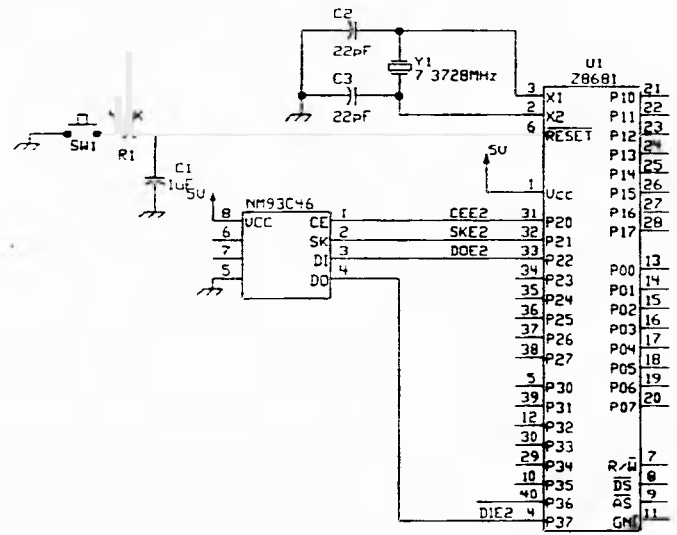 C2
22pF
Y1
7 3728MHz
C3
22pF
SW1
R1
C1
1uF
5V
NM93C46
8 VCC
6
7
5
CE 1
SK 2
DI 3
DO 4
CEE2
SKE2
DOE2
DIE2
5V
U1
Z8681
3 X1
2 X2
6 RESET
1 Vcc
31 P20
32 P21
33 P22
34 P23
35 P24
36 P25
37 P26
38 P27
5 P30
39 P31
12 P32
30 P33
29 P34
10 P35
40 P36
4 P37
P10 21
P11 22
P12 23
P13 24
P14 25
P15 26
P16 27
P17 28
P00 13
P01 14
P02 15
P03 16
P04 17
P05 18
P06 19
P07 20
R/W 7
DS 8
AS 9
11